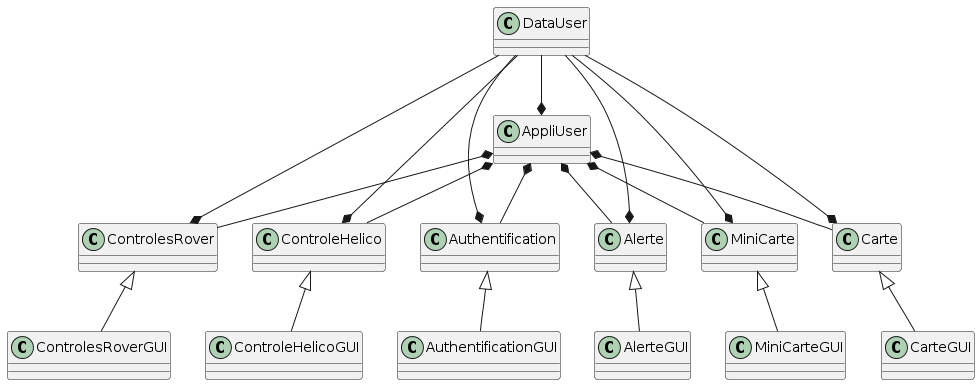 C DataUser
C AppliUser
C ControlesRover
C ControleHelico
C Authentification
C Alerte
C MiniCarte
C Carte
C ControlesRoverGUI
C ControleHelicoGUI
C AuthentificationGUI
C AlerteGUI
C MiniCarteGUI
C CarteGUI